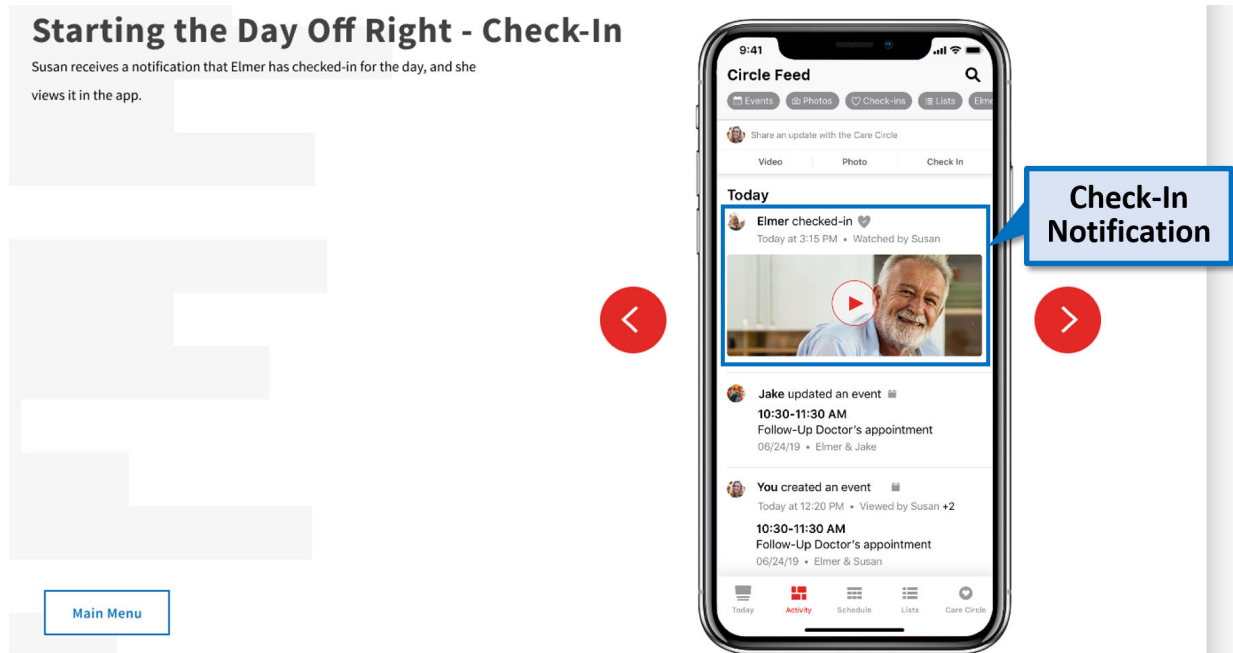 Starting the Day Off Right - Check-In
Susan receives a notification that Elmer has checked-in for the day, and she
views it in the app.
Main Menu
9:41
Circle Feed
Events
Photos
Check-ins
Lists
Elme
Share an update with the Care Circle
Video Photo Check In
Today
Elmer checked-in
Today at 3:15 PM • Watched by Susan
Jake updated an event
10:30-11:30 AM
Follow-Up Doctor's appointment
06/24/19 • Elmer & Jake
You created an event
Today at 12:20 PM • Viewed by Susan +2
10:30-11:30 AM
Follow-Up Doctor's appointment
06/24/19 • Elmer & Susan
Today Activity Schedule Lists Care Circle
Check-In
Notification